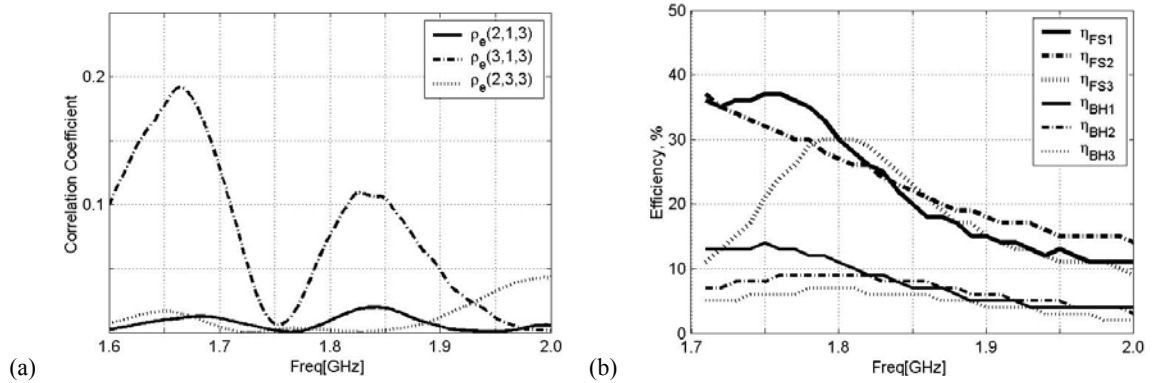 0.2
0.1
Correlation Coefficient
ρe(2,1,3)
ρe(3,1,3)
ρe(2,3,3)
1.6 1.7 1.8 1.9 2.0
Freq[GHz]
(a)
50
40
30
20
10
0
Efficiency, %
ηFS1
ηFS2
ηFS3
ηBH1
ηBH2
ηBH3
1.7 1.8 1.9 2.0
Freq[GHz]
(b)